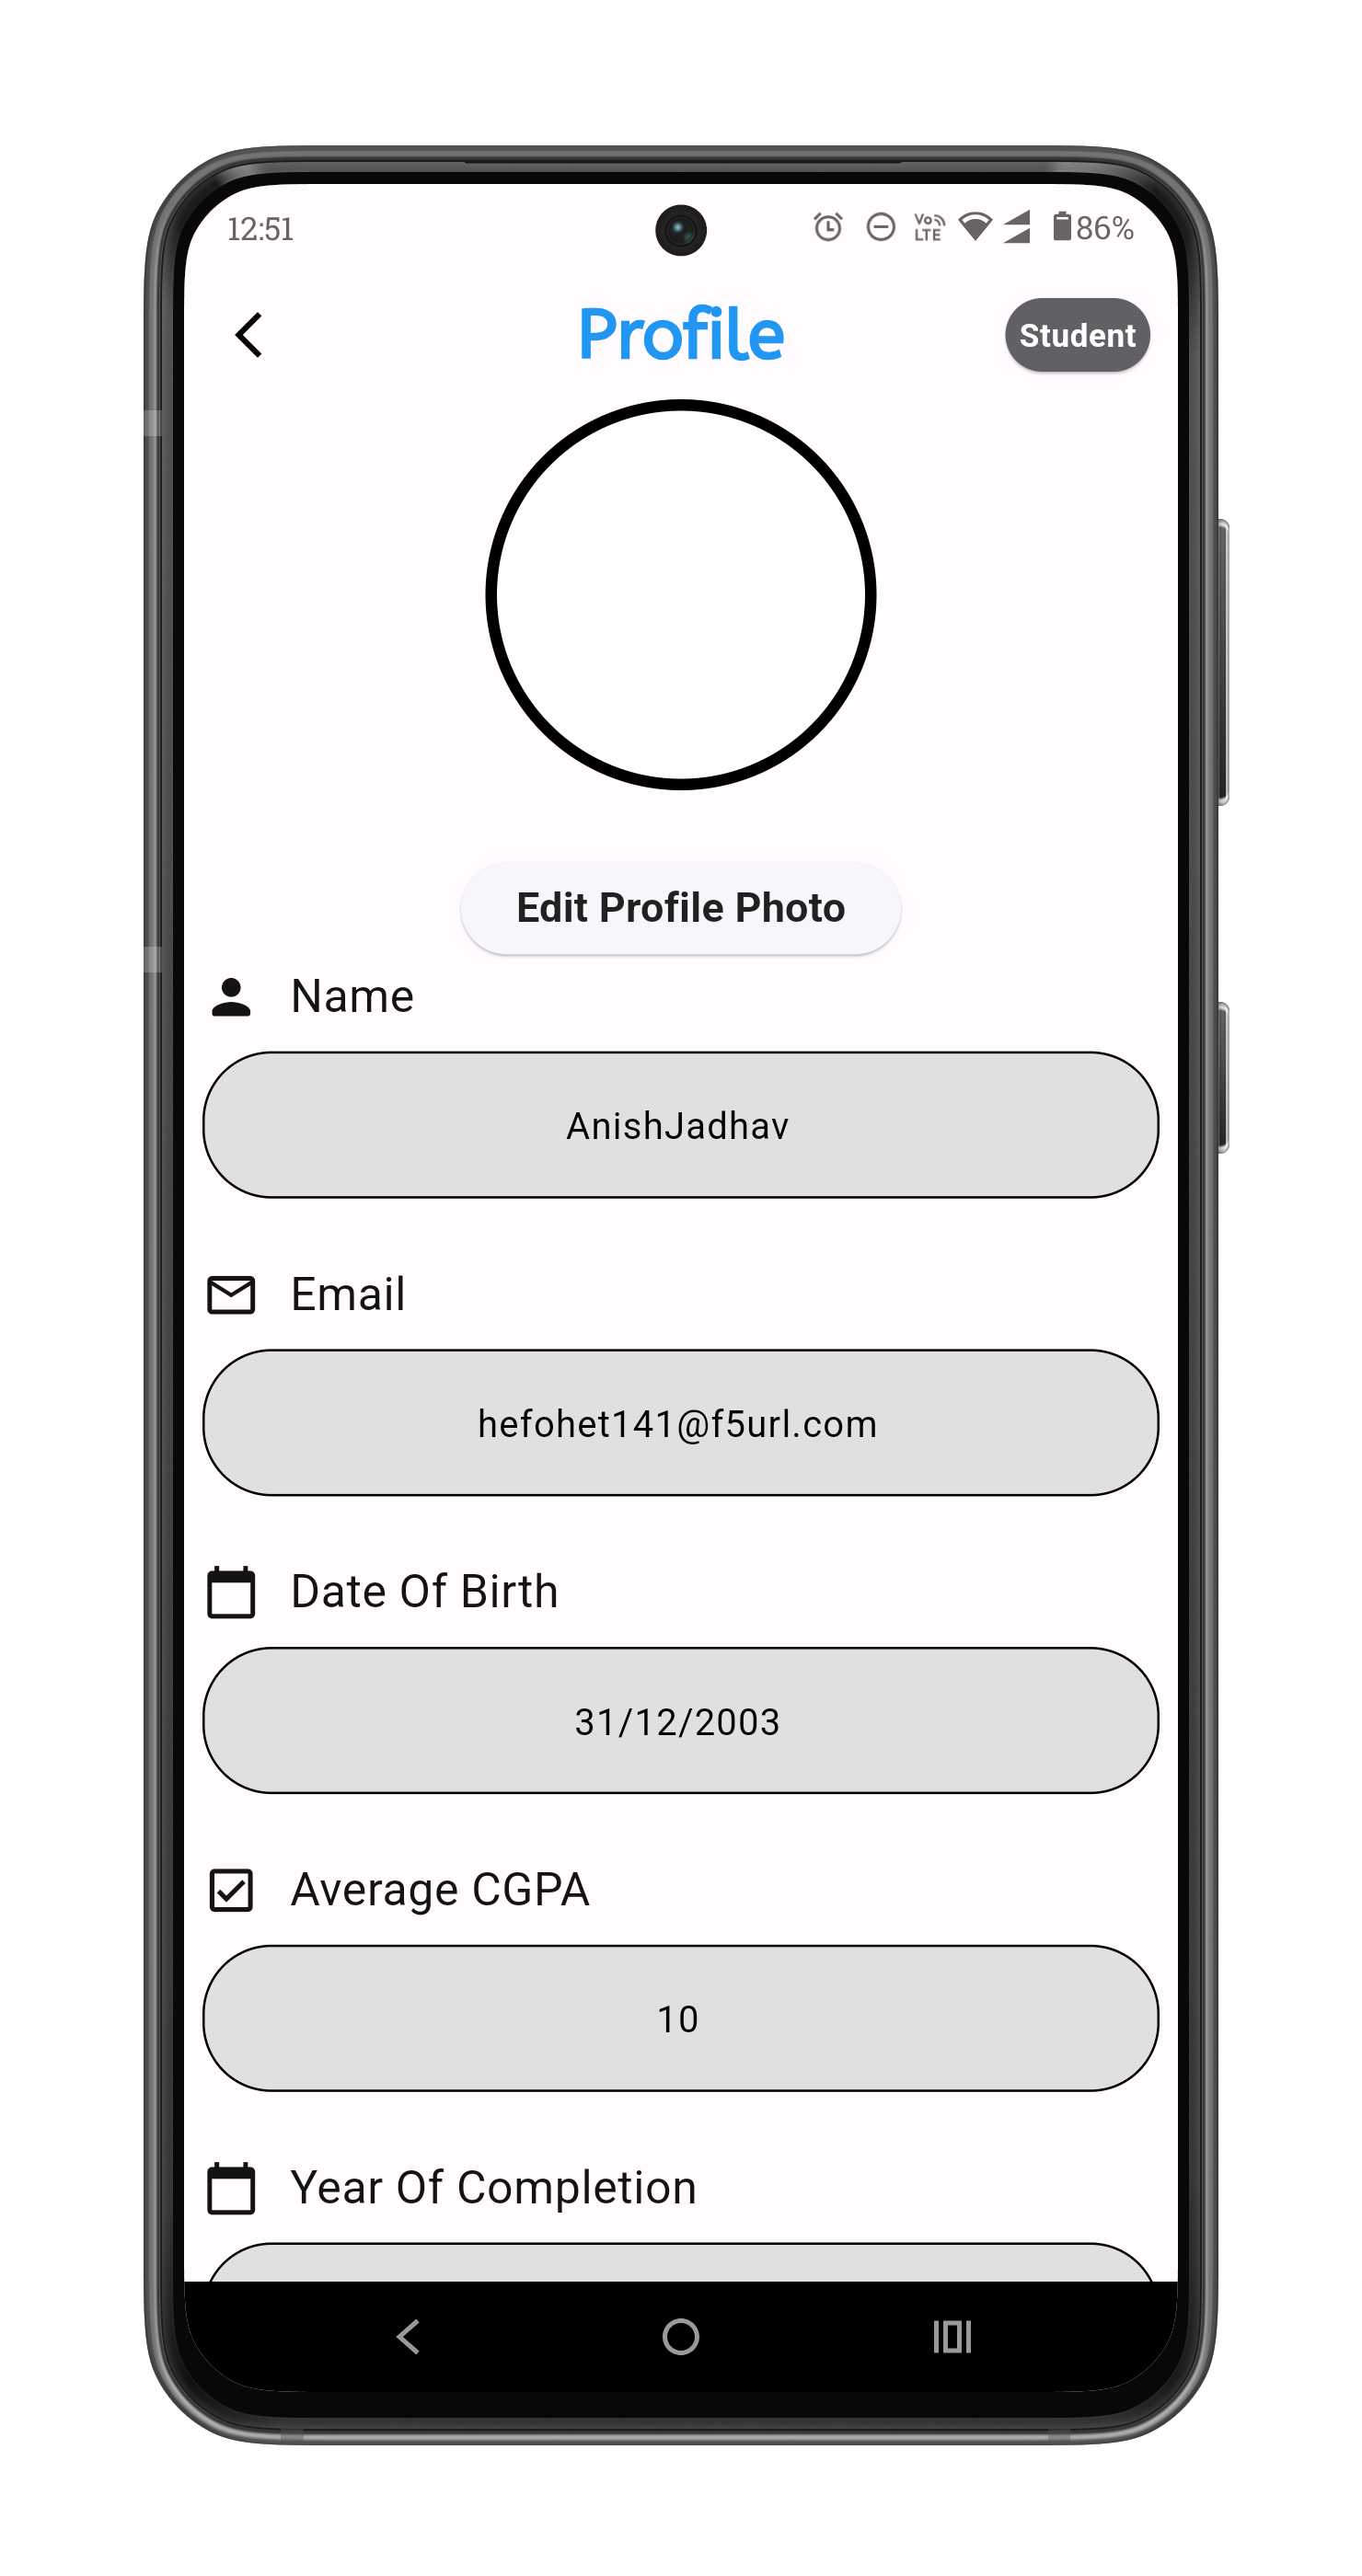 12:51
Vo
LTE
86%
Profile
Student
Edit Profile Photo
Name
AnishJadhav
Email
hefohet141@f5url.com
Date Of Birth
31/12/2003
Average CGPA
10
Year Of Completion